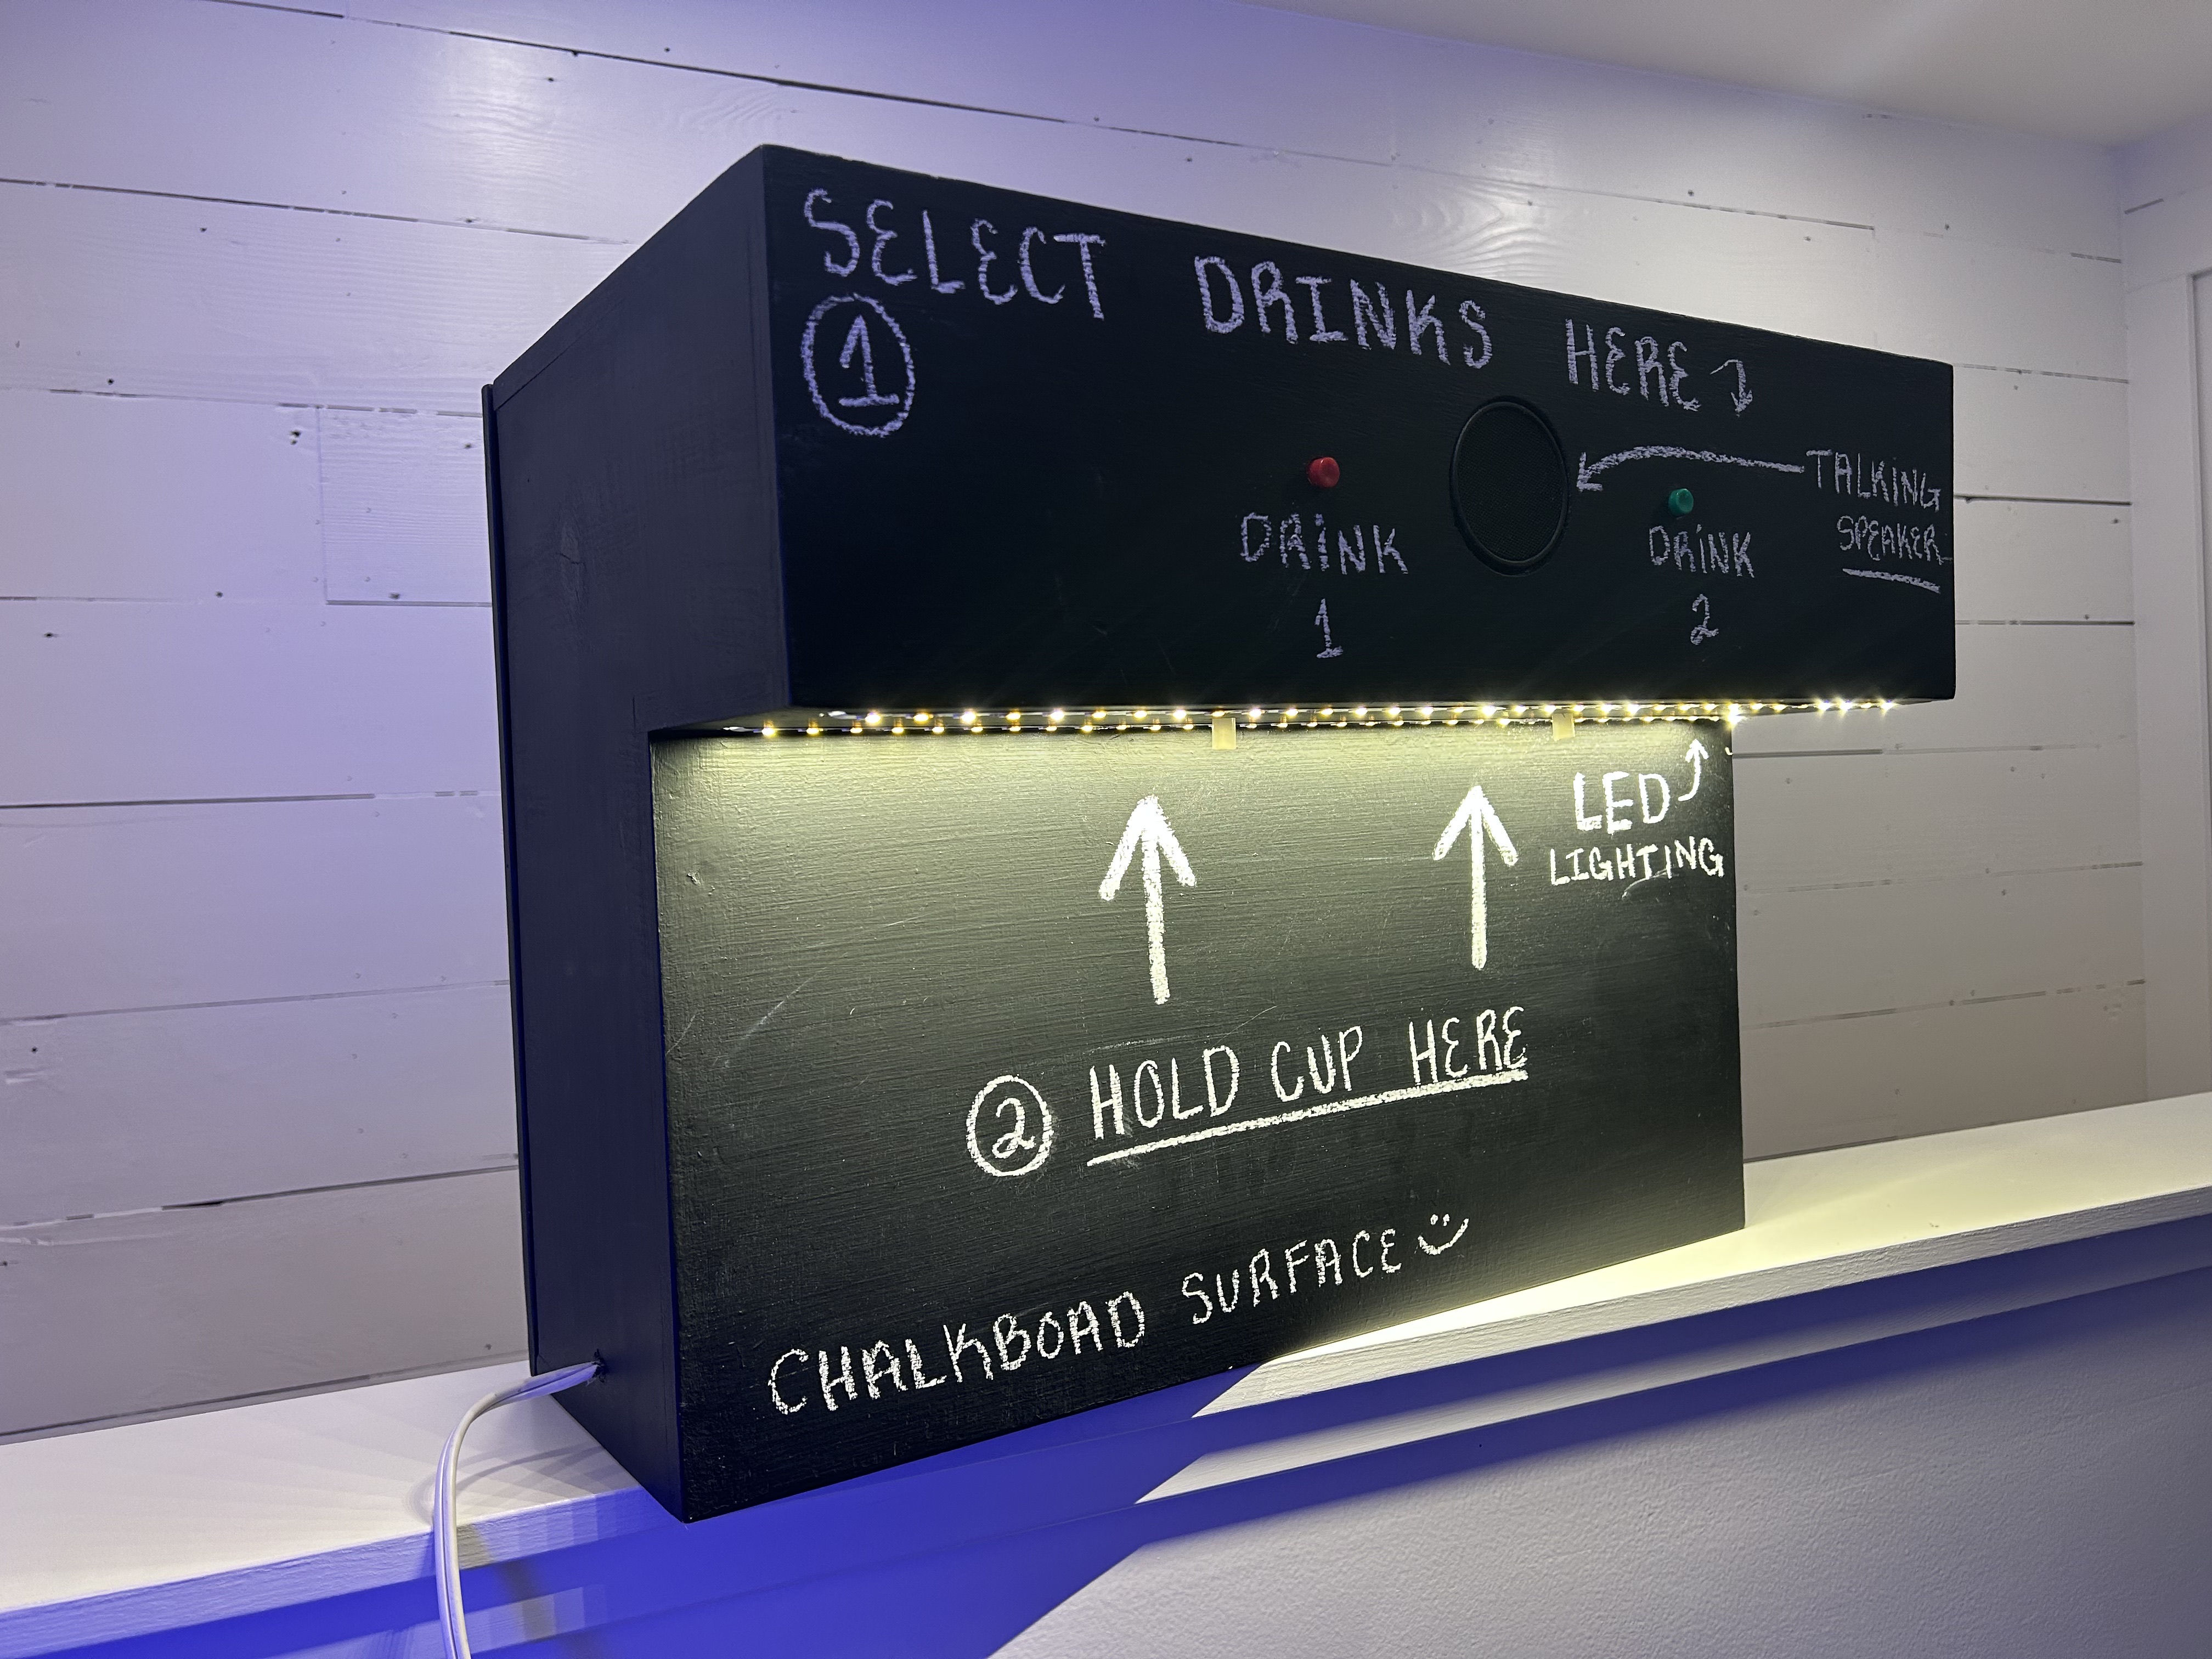 SELECT DRINKS HERE
1
TALKING
SPEAKER
DRINK
1
DRINK
2
LED
LIGHTING
2 HOLD CUP HERE
CHALKBOAD SURFACE